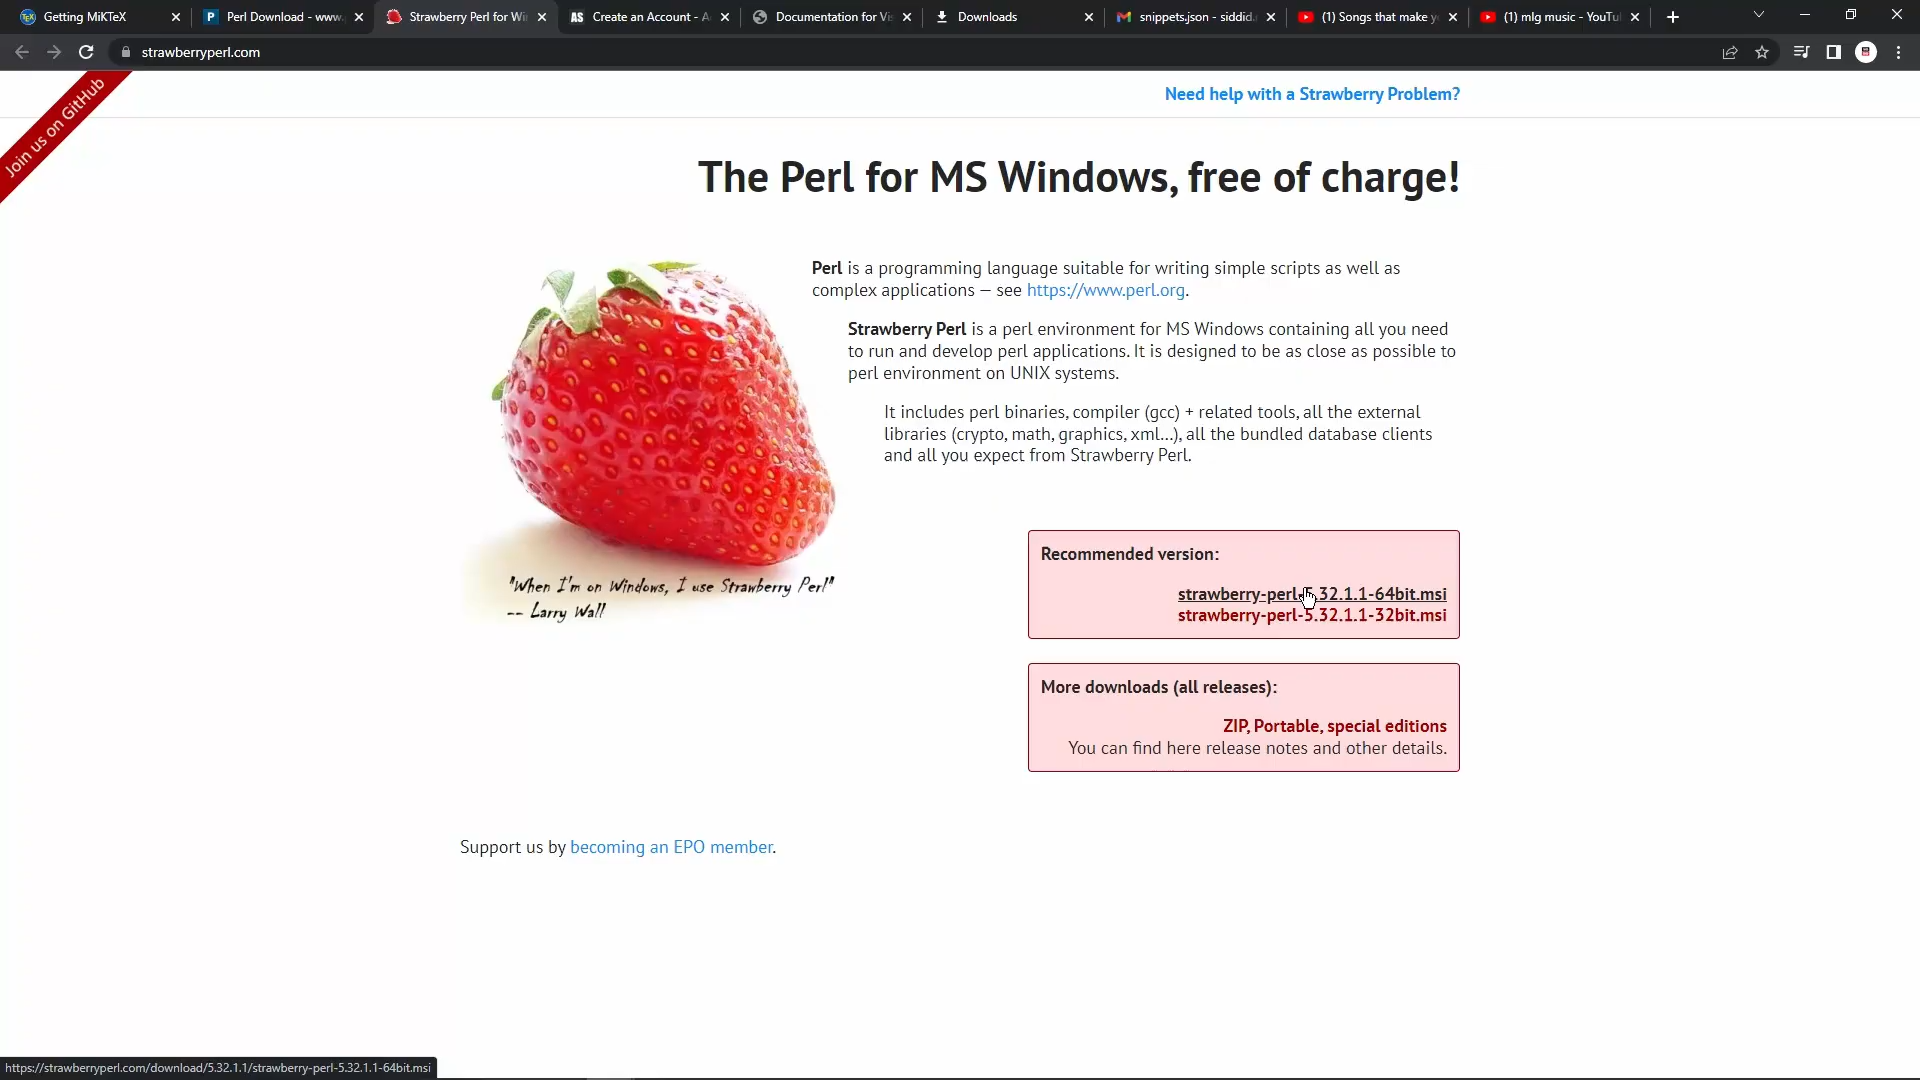 Getting MiKTeX
Perl Download - www.
Strawberry Perl for Wi
Create an Account - A
Documentation for Vis
Downloads
snippets.json - siddid.
(1) Songs that make y
(1) mlg music - YouTu
strawberryperl.com
Join us on GitHub
Need help with a Strawberry Problem?
The Perl for MS Windows, free of charge!
Perl is a programming language suitable for writing simple scripts as well as
complex applications — see https://www.perl.org.
Strawberry Perl is a perl environment for MS Windows containing all you need
to run and develop perl applications. It is designed to be as close as possible to
perl environment on UNIX systems.
It includes perl binaries, compiler (gcc) + related tools, all the external
libraries (crypto, math, graphics, xml...), all the bundled database clients
and all you expect from Strawberry Perl.
"When I'm on Windows, I use Strawberry Perl"
-- Larry Wall
Recommended version:
strawberry-perl-5.32.1.1-64bit.msi
strawberry-perl-5.32.1.1-32bit.msi
More downloads (all releases):
ZIP, Portable, special editions
You can find here release notes and other details.
Support us by becoming an EPO member.
https://strawberryperl.com/download/5.32.1.1/strawberry-perl-5.32.1.1-64bit.msi